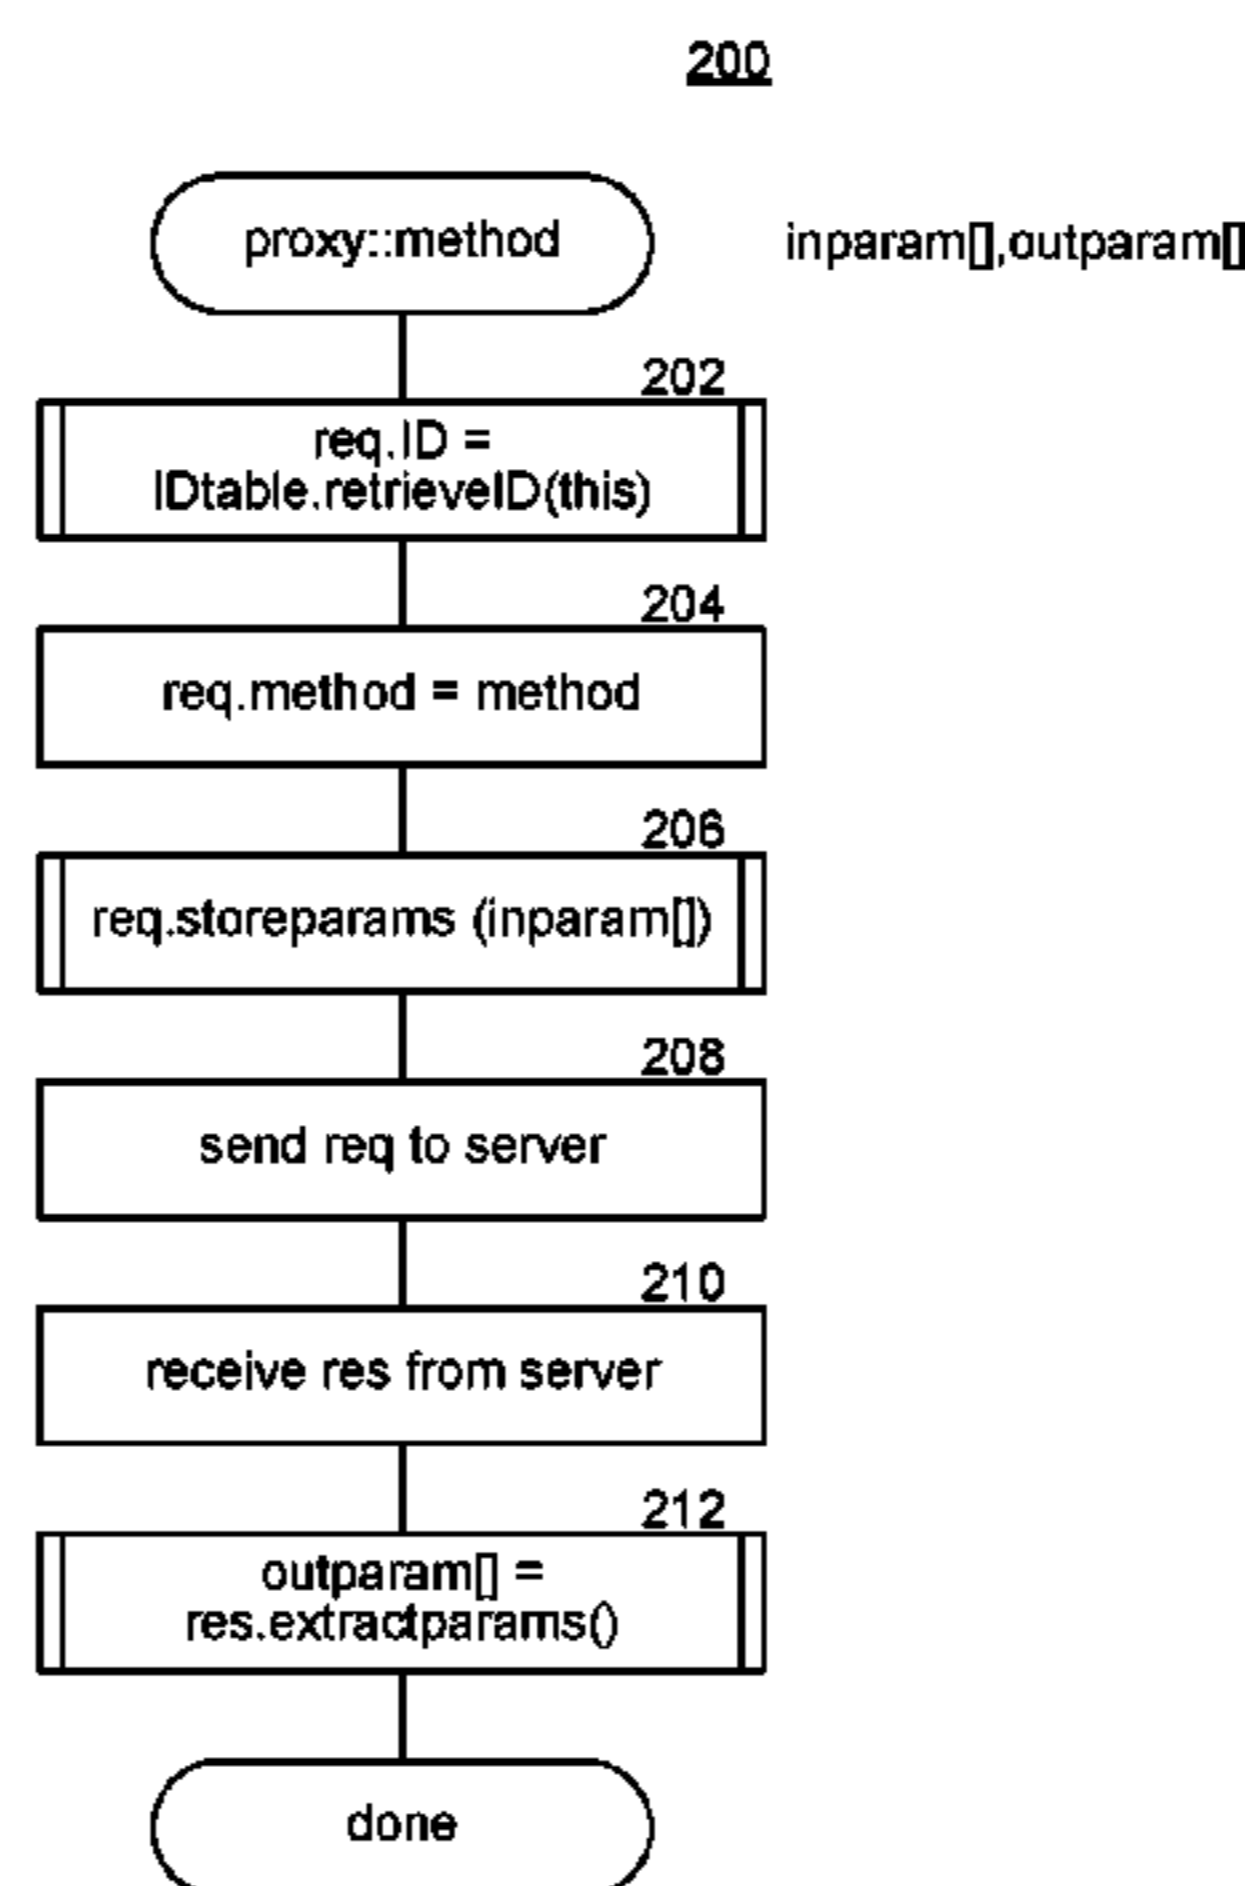 200
proxy::method
inparam[],outparam[]
202
req.ID =
IDtable.retrieveID(this)
204
req.method = method
206
req.storeparams (inparam[])
208
send req to server
210
receive res from server
212
outparam[] =
res.extractparams()
done